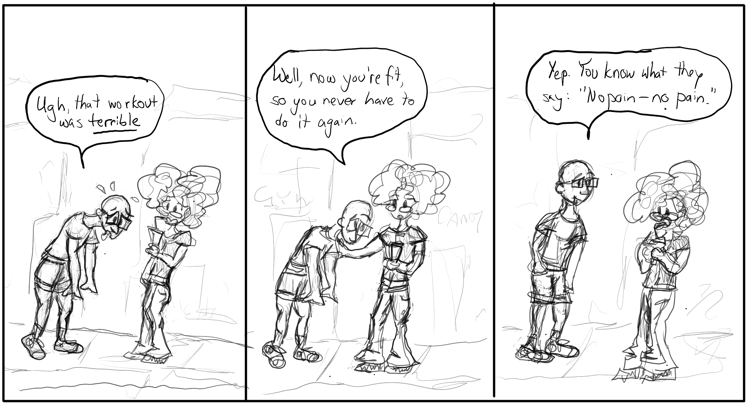 Ugh, that workout
was terrible
Well, now you're fit,
so you never have to
do it again.
Yep. You know what they
say: "No pain—no pain."